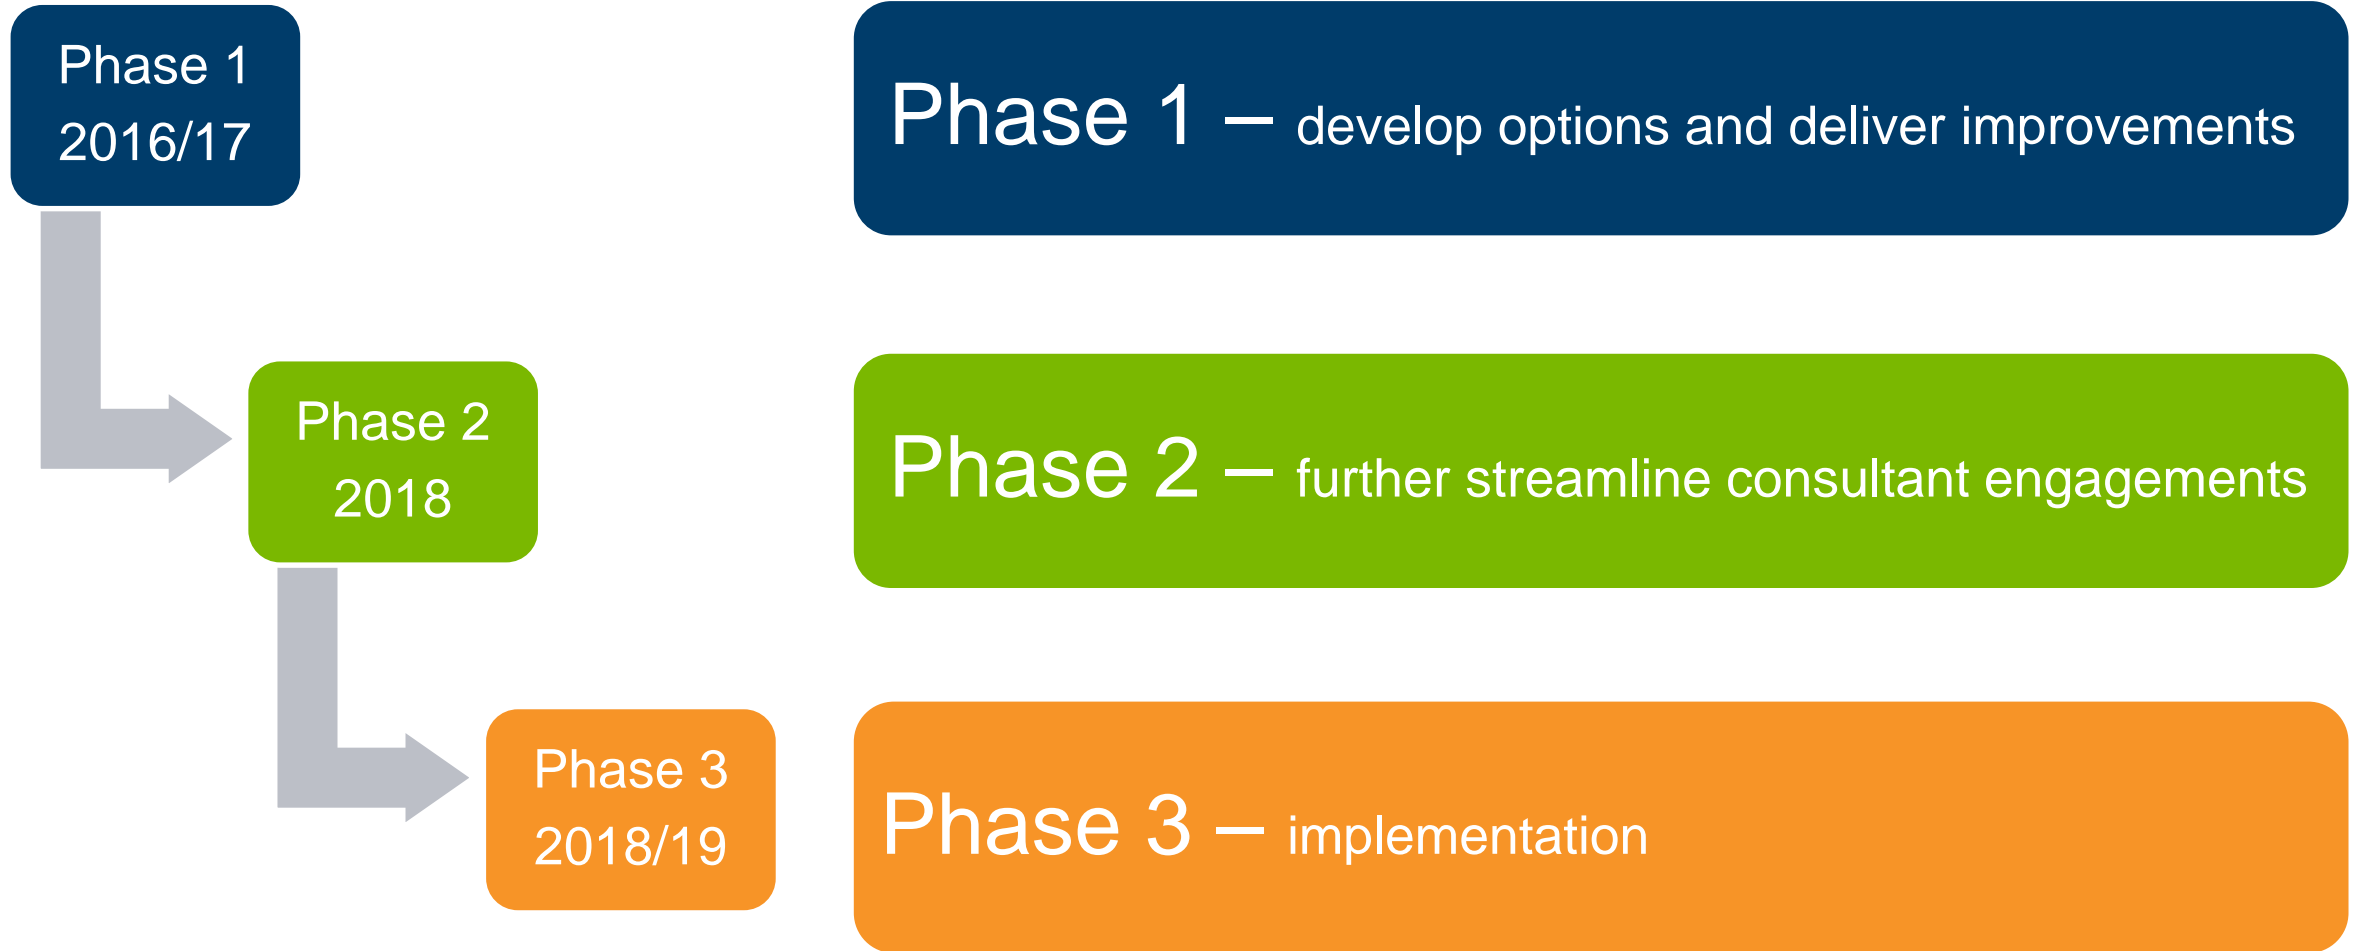 Phase 1
2016/17
Phase 1 – develop options and deliver improvements
Phase 2
2018
Phase 2 – further streamline consultant engagements
Phase 3
2018/19
Phase 3 – implementation